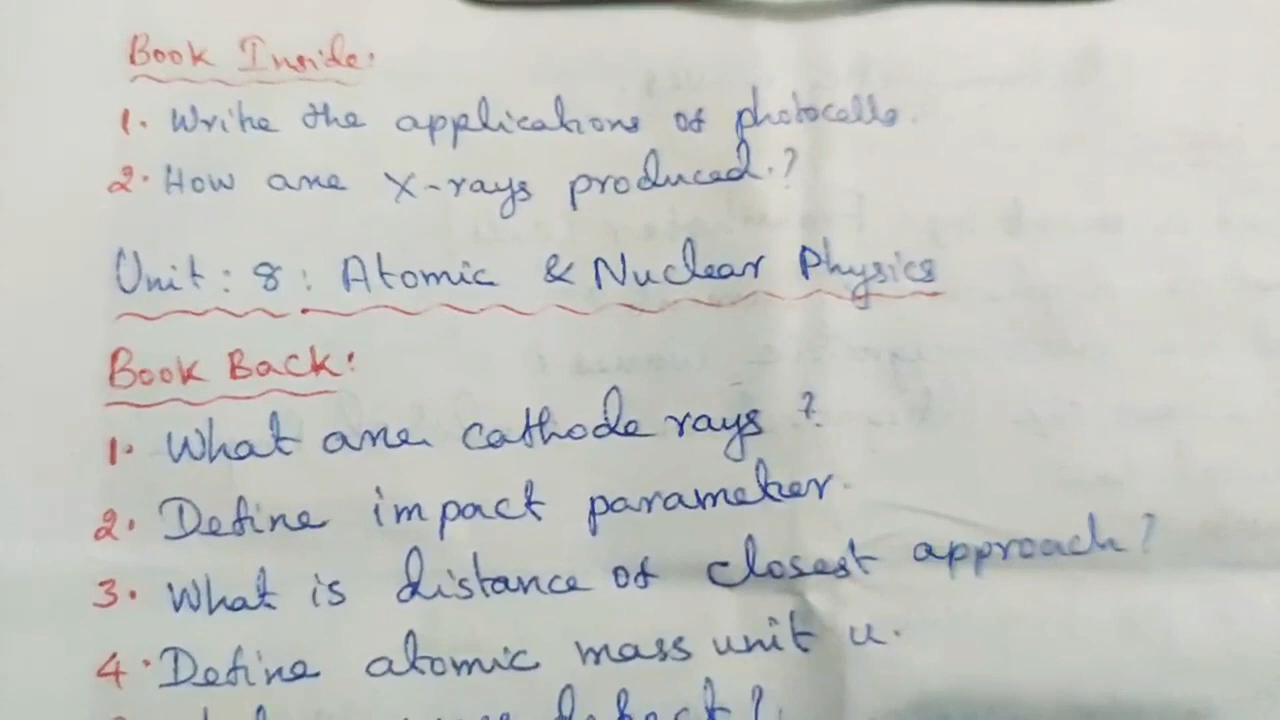 Book Inside:
1. Write the applications of photocells.
2. How are X-rays produced.?
Unit: 8: Atomic & Nuclear Physics
Book Back:
1. What are cathode rays ?
2. Define impact parameter.
3. What is distance of closest approach?
4. Define atomic mass unit u.
defect?